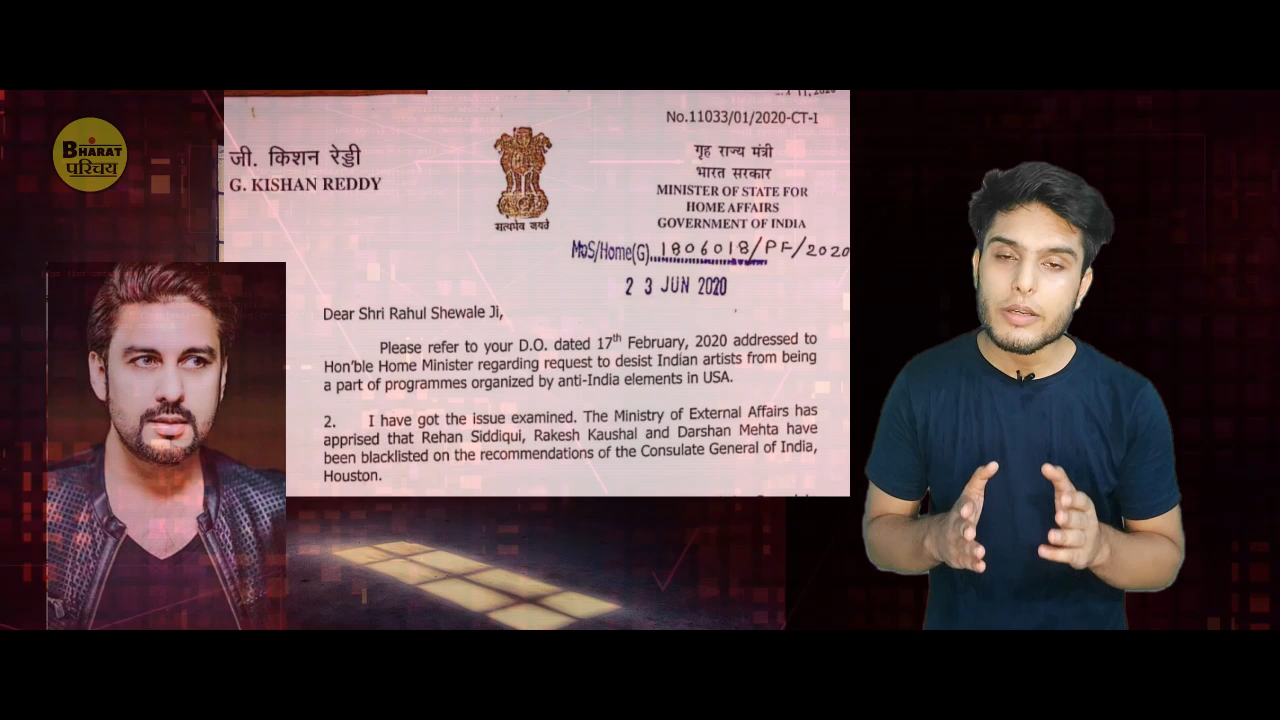 BHARAT
परिचय
No.11033/01/2020-CT-I
जी. किशन रेड्डी
G. KISHAN REDDY
सत्यमेव जयते
गृह राज्य मंत्री
भारत सरकार
MINISTER OF STATE FOR
HOME AFFAIRS
GOVERNMENT OF INDIA
MoS/Home(G) 1806018/PF/2020
2 3 JUN 2020
Dear Shri Rahul Shewale Ji,
Please refer to your D.O. dated 17th February, 2020 addressed to
Hon'ble Home Minister regarding request to desist Indian artists from being
a part of programmes organized by anti-India elements in USA.
2. I have got the issue examined. The Ministry of External Affairs has
apprised that Rehan Siddiqui, Rakesh Kaushal and Darshan Mehta have
been blacklisted on the recommendations of the Consulate General of India,
Houston.